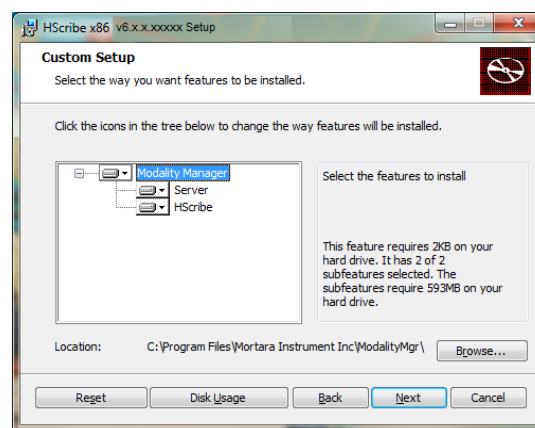 HScribe x86 v6.x.x.xxxxx Setup
Custom Setup
Select the way you want features to be installed.
Click the icons in the tree below to change the way features will be installed.
Modality Manager
Server
HScribe
Select the features to install
This feature requires 2KB on your
hard drive. It has 2 of 2
subfeatures selected. The
subfeatures require 593MB on your
hard drive.
Location: C:\Program Files\Mortara Instrument Inc\ModalityMgr\
Browse...
Reset Disk Usage Back Next Cancel